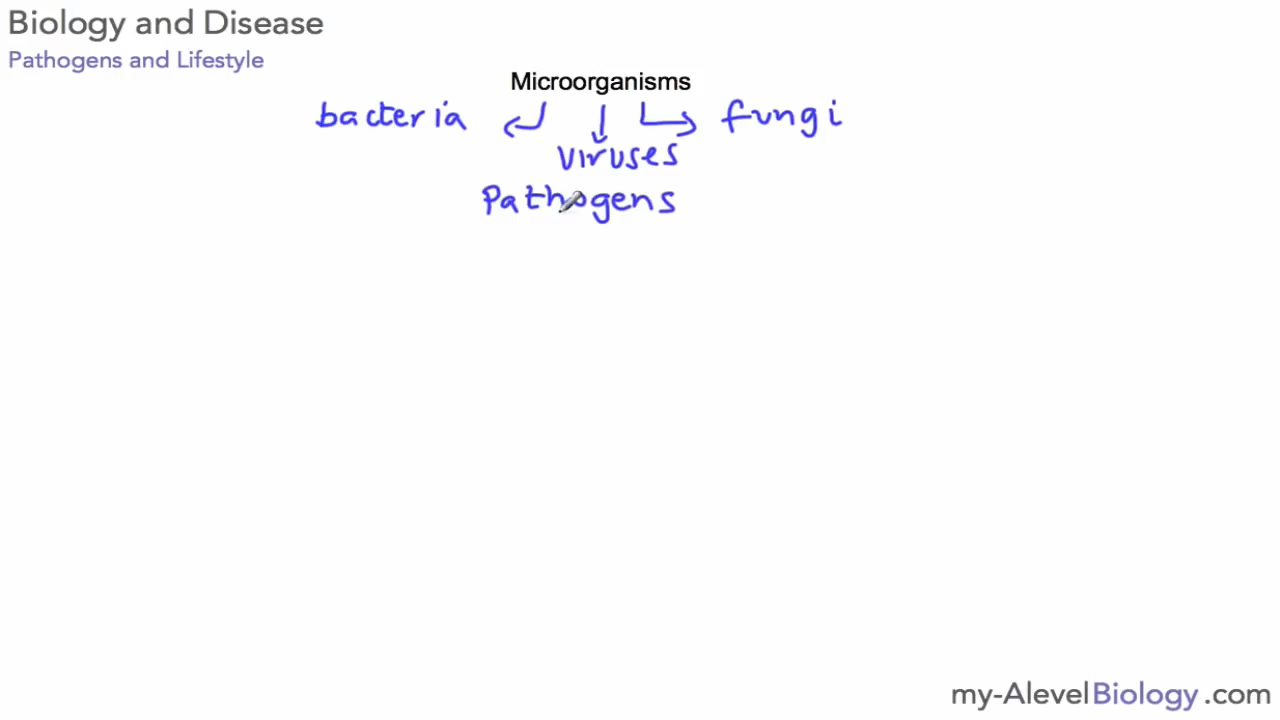 Biology and Disease
Pathogens and Lifestyle
Microorganisms
bacteria fungi
viruses
Pathogens
my-AlevelBiology.com